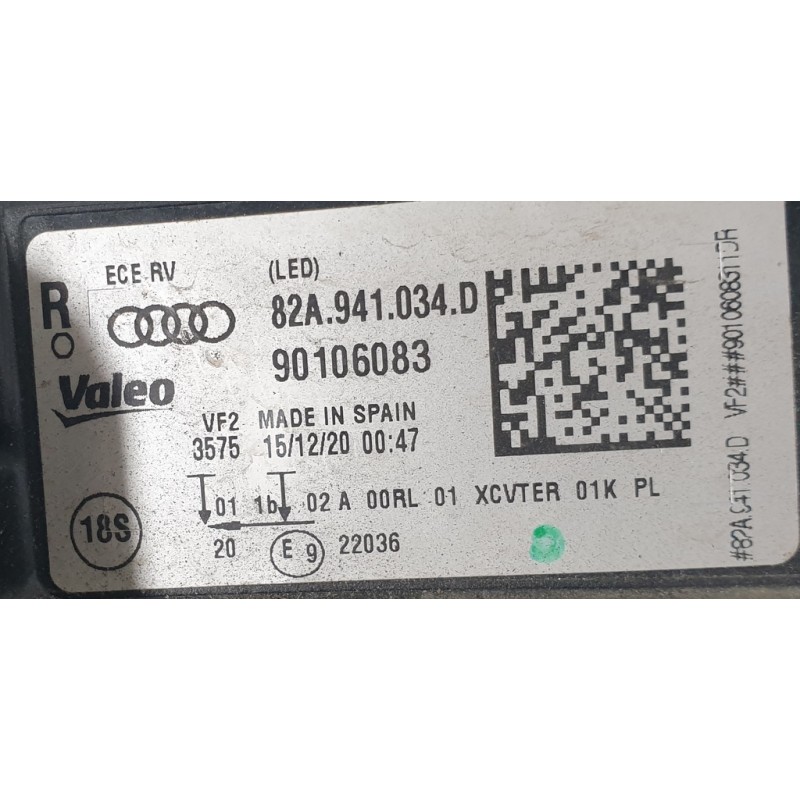 ECE RV (LED)
R
82A.941.034.D
90106083
Valeo
VF2 MADE IN SPAIN
3575 15/12/20 00:47
01 1b 02 A 00RL 01 XCVTER 01K PL
18S
20 E 9 22036
#82A.941.034.D VF2###90106083110R